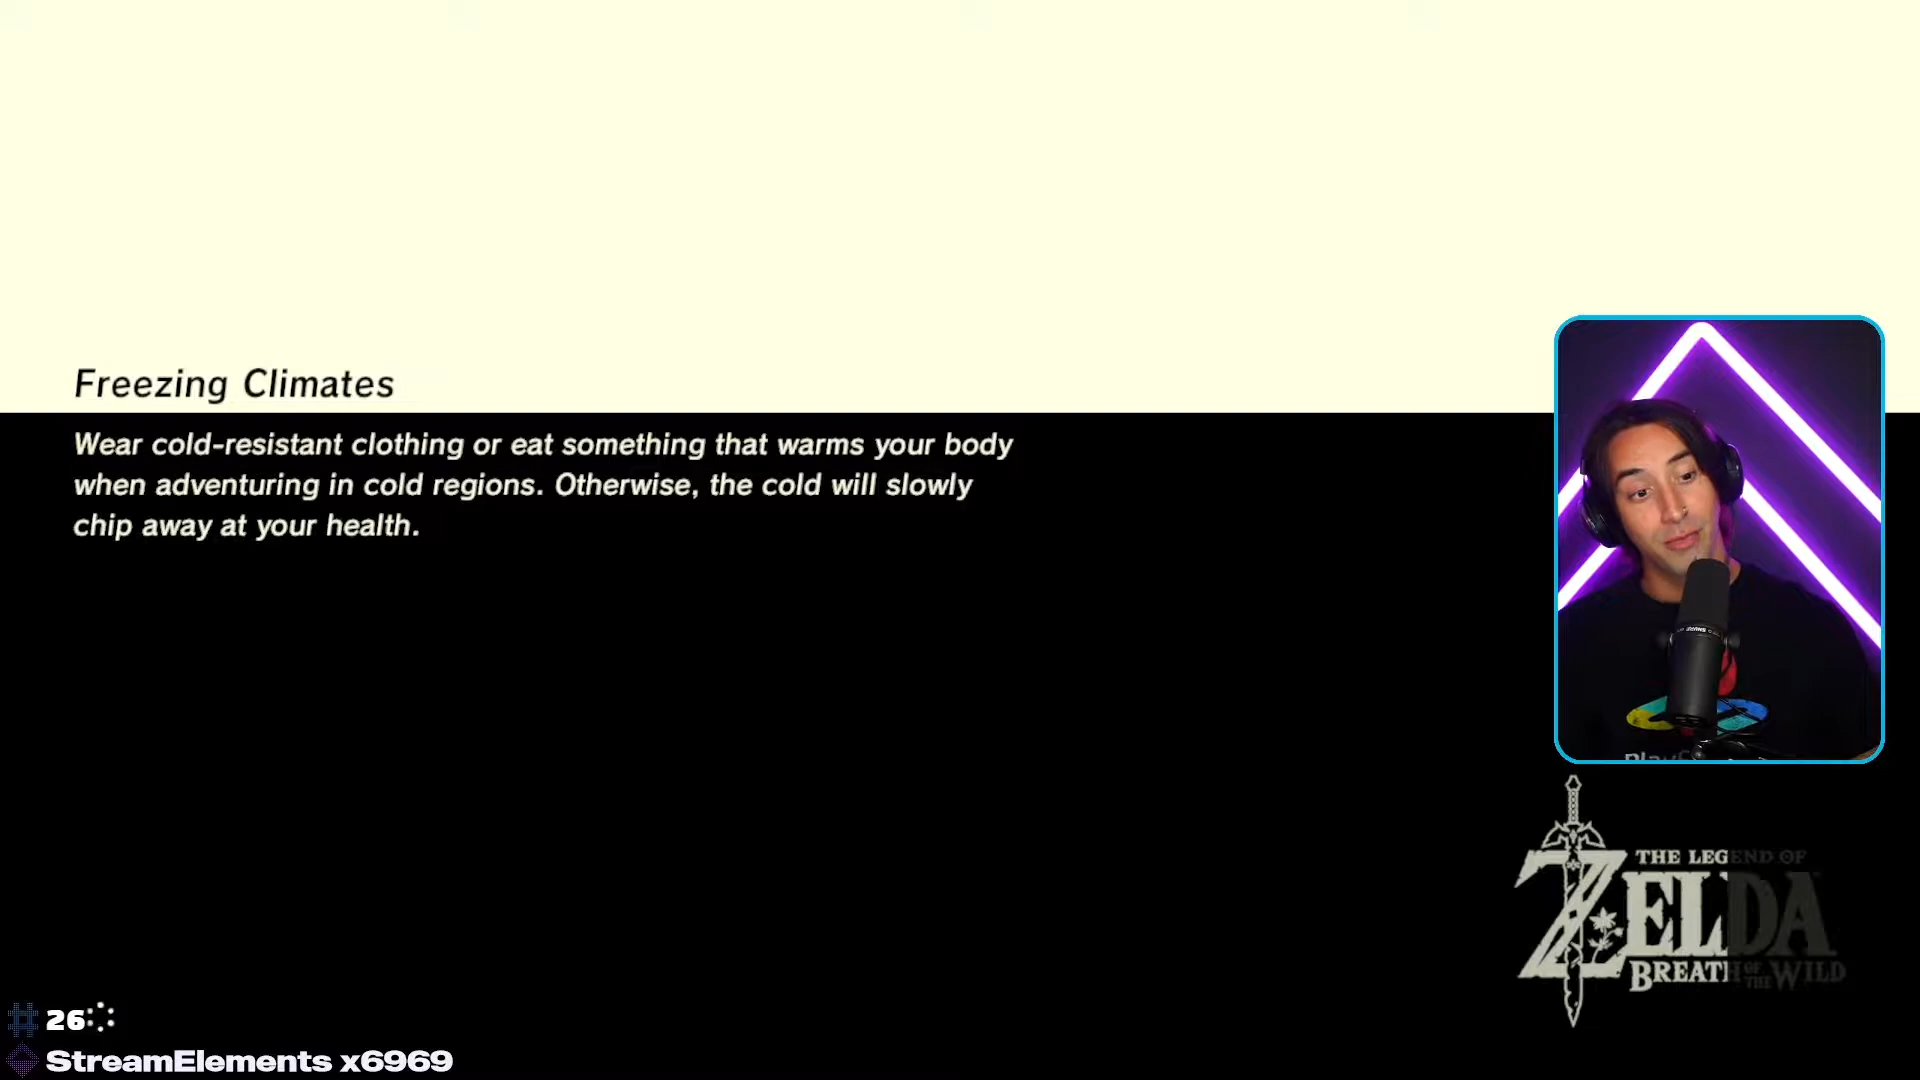 Freezing Climates
Wear cold-resistant clothing or eat something that warms your body
when adventuring in cold regions. Otherwise, the cold will slowly
chip away at your health.
SHURE
THE LEGEND OF
ZELDA
BREATH OF THE WILD
26
StreamElements x6969